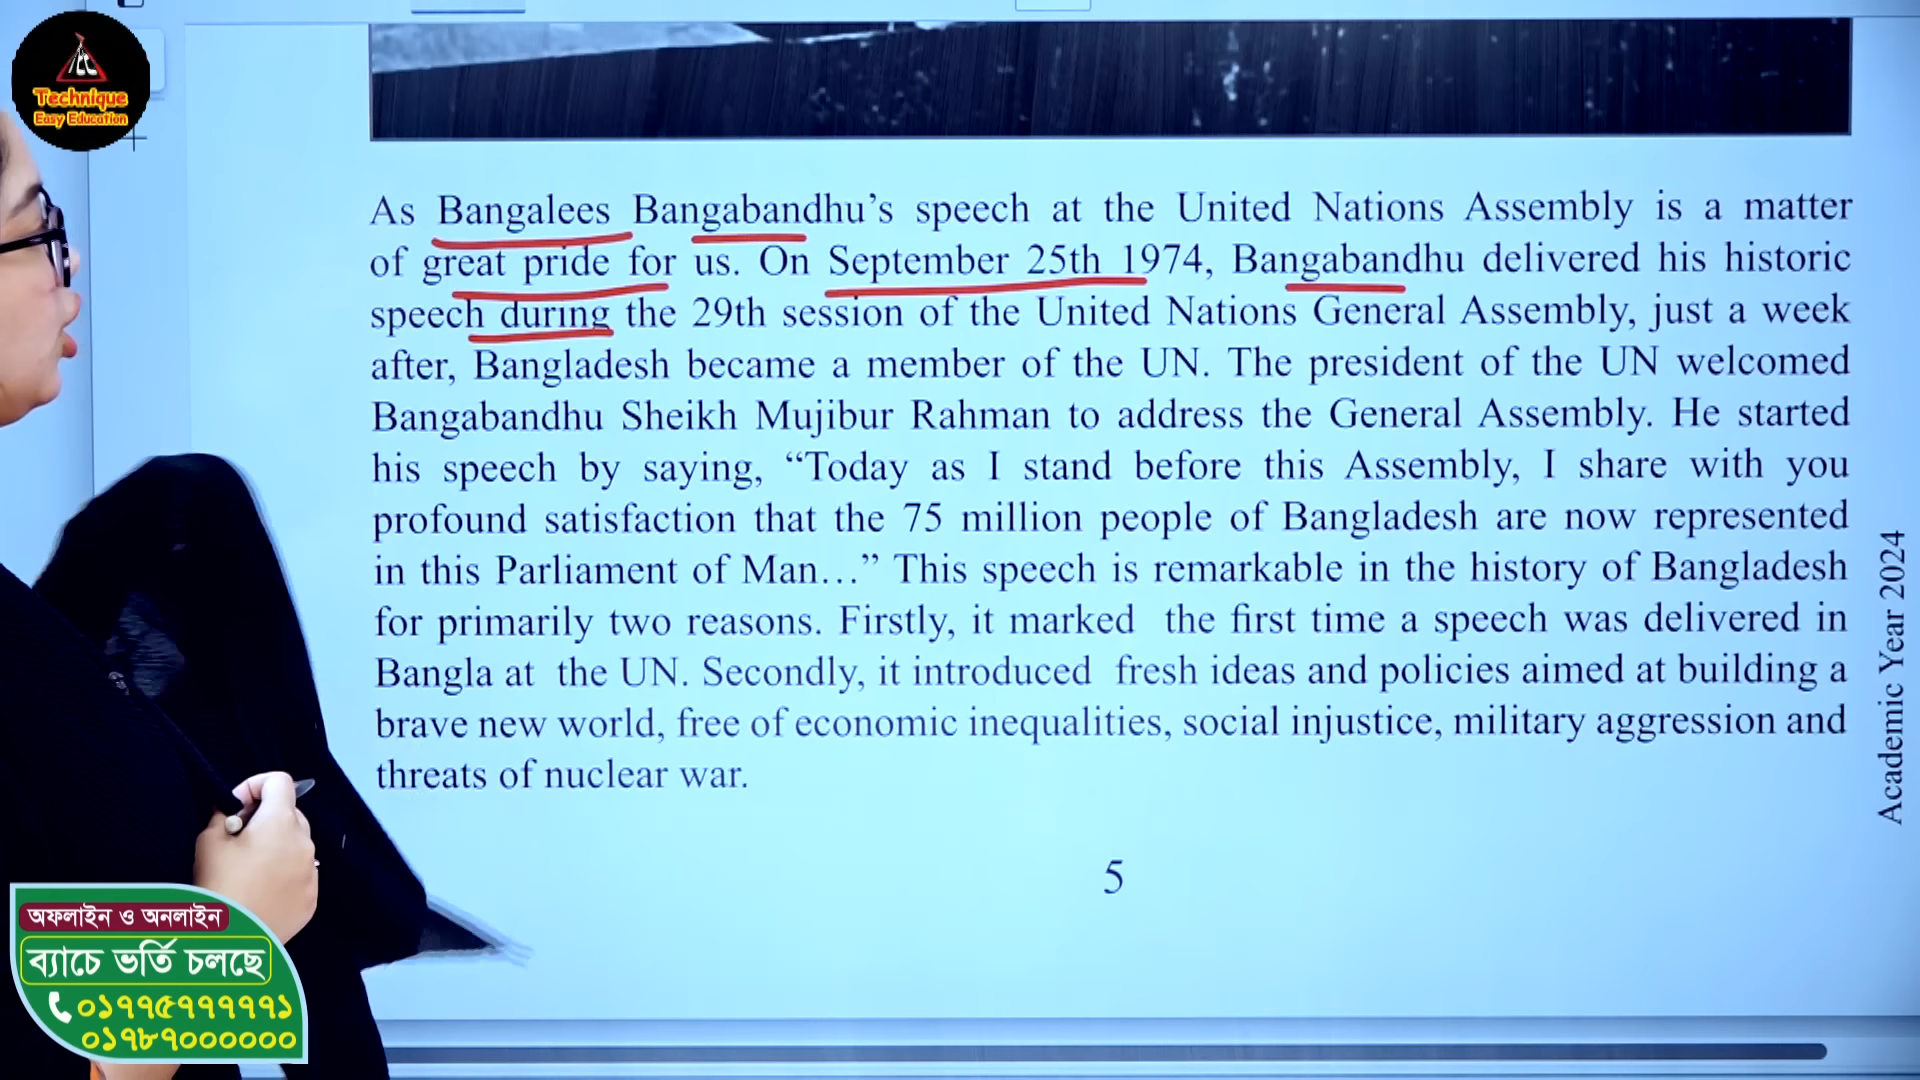 Technique
Easy Education
As Bangalees Bangabandhu’s speech at the United Nations Assembly is a matter
of great pride for us. On September 25th 1974, Bangabandhu delivered his historic
speech during the 29th session of the United Nations General Assembly, just a week
after, Bangladesh became a member of the UN. The president of the UN welcomed
Bangabandhu Sheikh Mujibur Rahman to address the General Assembly. He started
his speech by saying, “Today as I stand before this Assembly, I share with you
profound satisfaction that the 75 million people of Bangladesh are now represented
in this Parliament of Man...” This speech is remarkable in the history of Bangladesh
for primarily two reasons. Firstly, it marked the first time a speech was delivered in
Bangla at the UN. Secondly, it introduced fresh ideas and policies aimed at building a
brave new world, free of economic inequalities, social injustice, military aggression and
threats of nuclear war.
5
Academic Year 2024
অফলাইন ও অনলাইন
ব্যাচে ভর্তি চলছে
০১৭৭৫৭৭৭৭৭১
০১৭৮৭০০০০০০